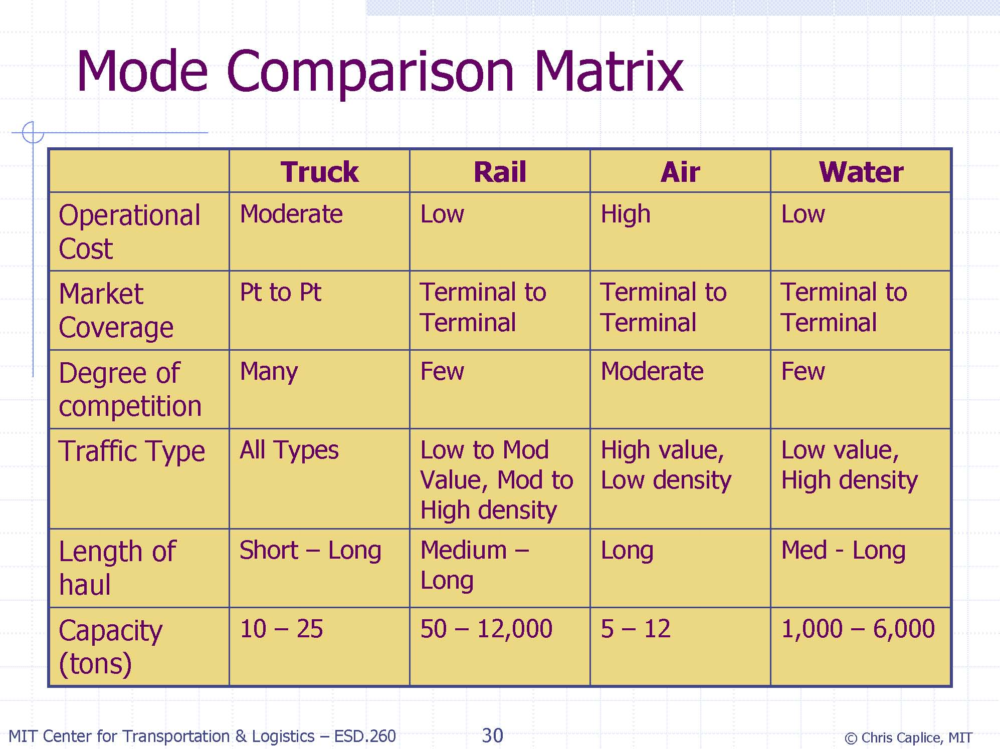 Mode Comparison Matrix
Truck Rail Air Water
Operational Cost Moderate Low High Low
Market Coverage Pt to Pt Terminal to Terminal Terminal to Terminal Terminal to Terminal
Degree of competition Many Few Moderate Few
Traffic Type All Types Low to Mod Value, Mod to High density High value, Low density Low value, High density
Length of haul Short – Long Medium – Long Long Med - Long
Capacity (tons) 10 – 25 50 – 12,000 5 – 12 1,000 – 6,000
MIT Center for Transportation & Logistics – ESD.260 30 © Chris Caplice, MIT